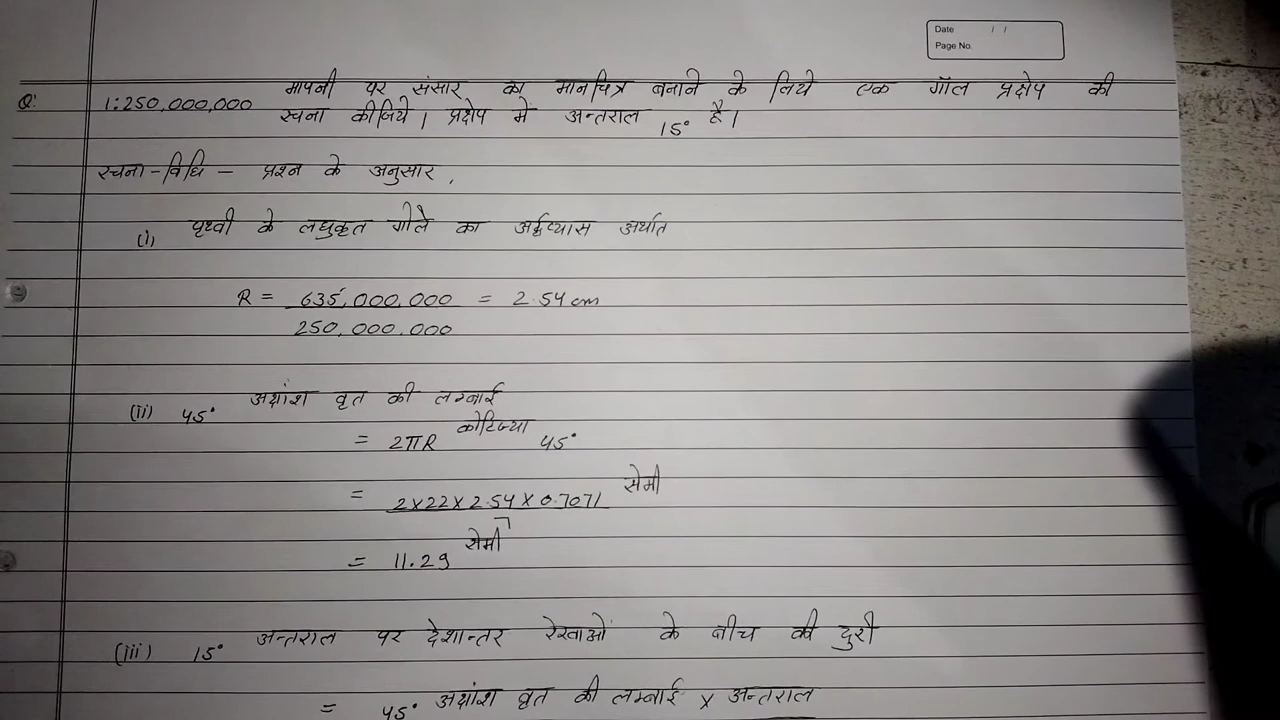 Date / /
Page No.
Q: 1:250,000,000 मापनी पर संसार का मानचित्र बनाने के लिये एक गॉल प्रक्षेप की
रचना कीजिये। प्रक्षेप में अन्तराल 15° है।
रचना-विधि - प्रश्न के अनुसार,
(i) पृथ्वी के लघुकृत गोले का अर्द्धव्यास अर्थात
R = 635,000,000 = 2.54 cm
250,000,000
(ii) 45° अक्षांश वृत की लम्बाई
= 2πR कोटिज्या 45°
= 2×22×2.54×0.7071 सेमी
7
= 11.29 सेमी
(iii) 15° अन्तराल पर देशान्तर रेखाओं के बीच की दुरी
= 45° अक्षांश वृत की लम्बाई × अन्तराल